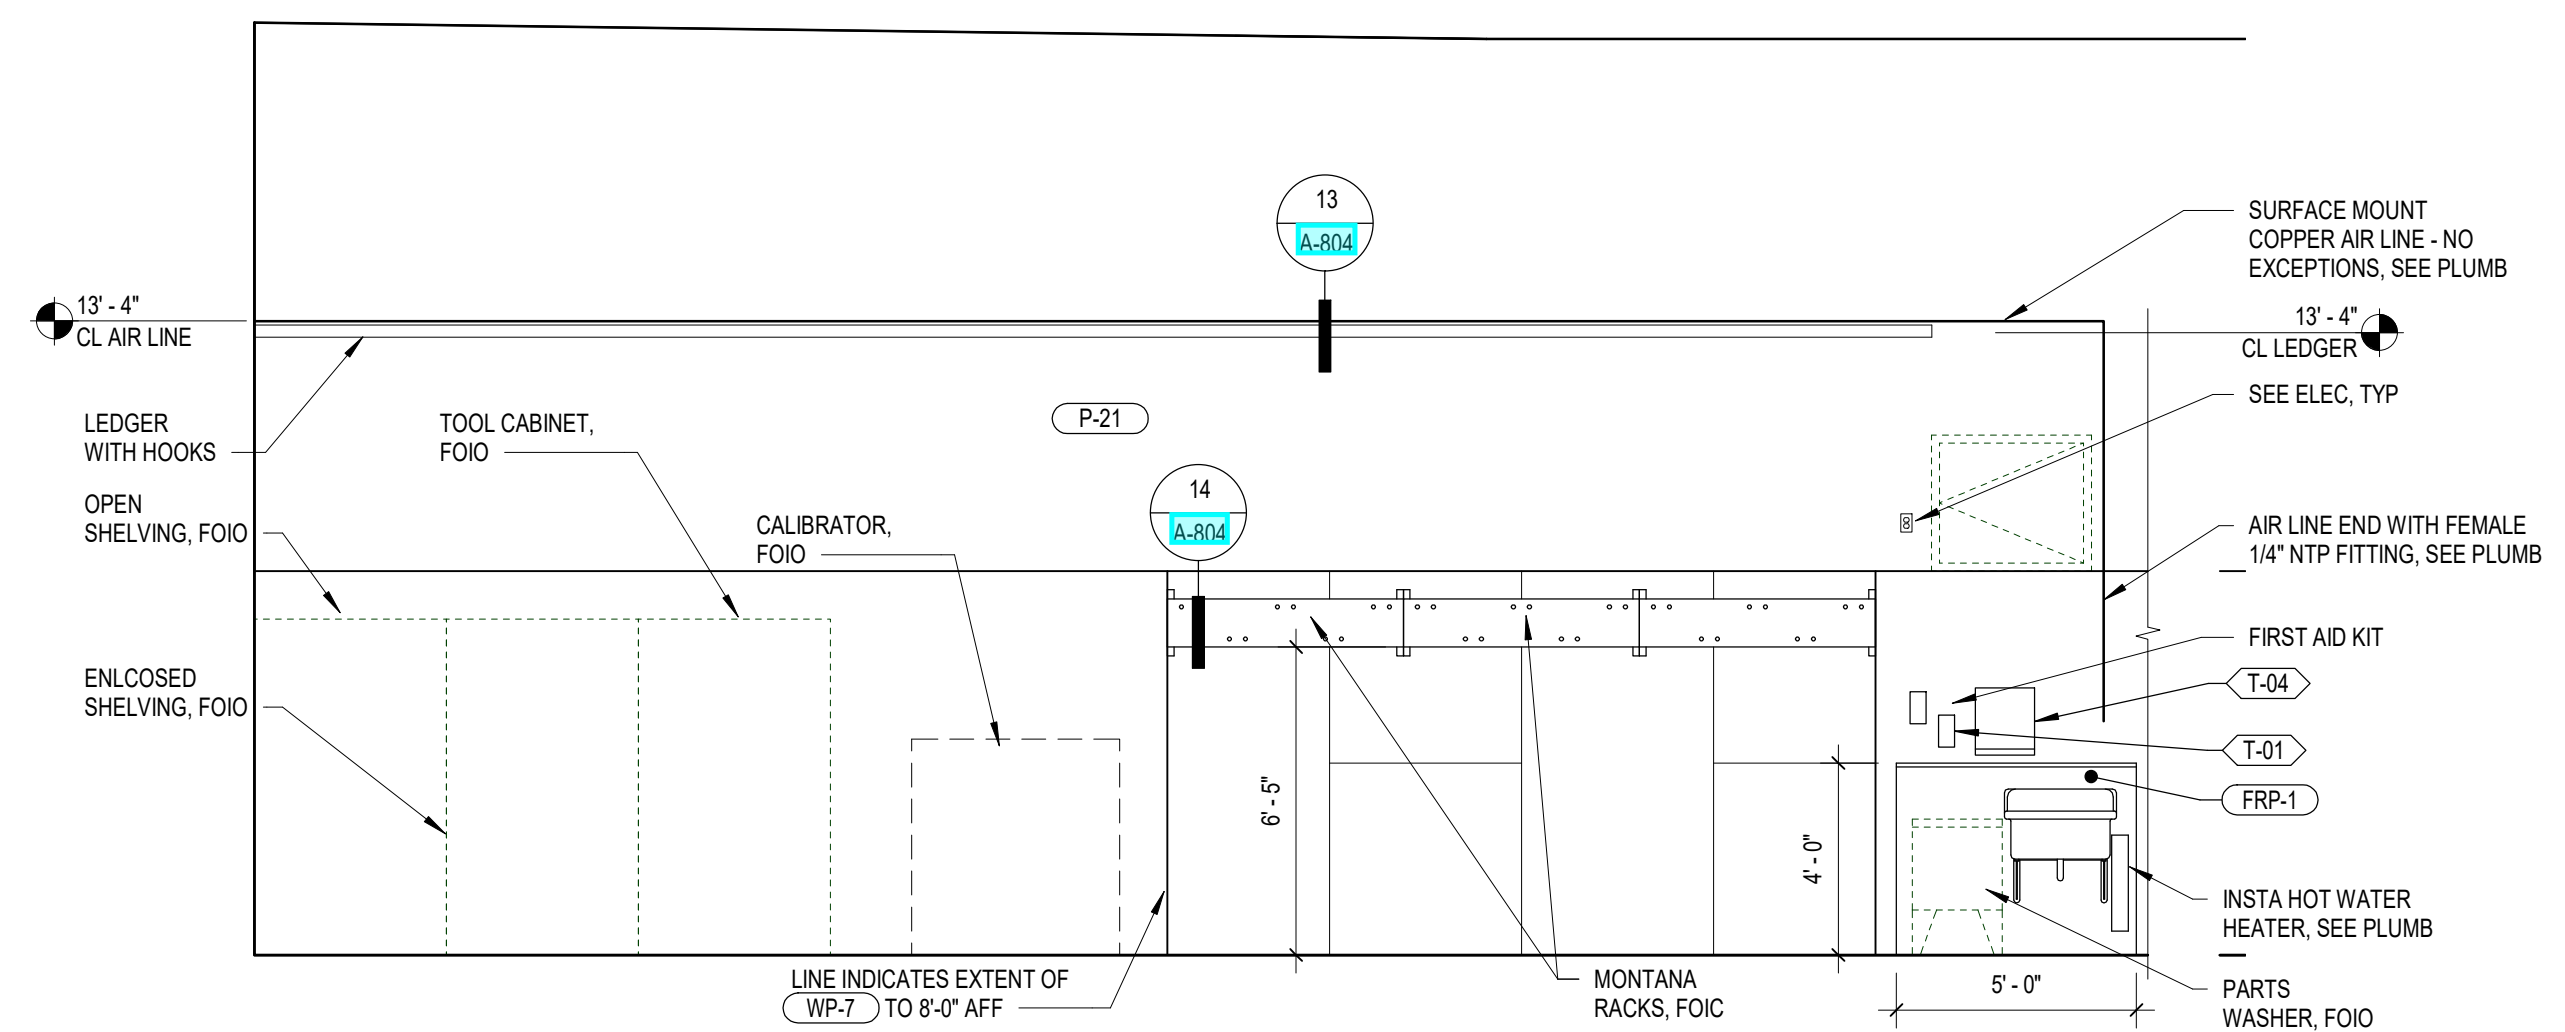 13
A-804
SURFACE MOUNT
COPPER AIR LINE - NO
EXCEPTIONS, SEE PLUMB
13' - 4"
CL AIR LINE
13' - 4"
CL LEDGER
SEE ELEC, TYP
LEDGER
WITH HOOKS
TOOL CABINET,
FOIO
P-21
14
A-804
OPEN
SHELVING, FOIO
CALIBRATOR,
FOIO
AIR LINE END WITH FEMALE
1/4" NTP FITTING, SEE PLUMB
FIRST AID KIT
ENLCOSED
SHELVING, FOIO
T-04
T-01
FRP-1
6' - 5"
4' - 0"
INSTA HOT WATER
HEATER, SEE PLUMB
LINE INDICATES EXTENT OF
WP-7 TO 8'-0" AFF
MONTANA
RACKS, FOIC
5' - 0"
PARTS
WASHER, FOIO